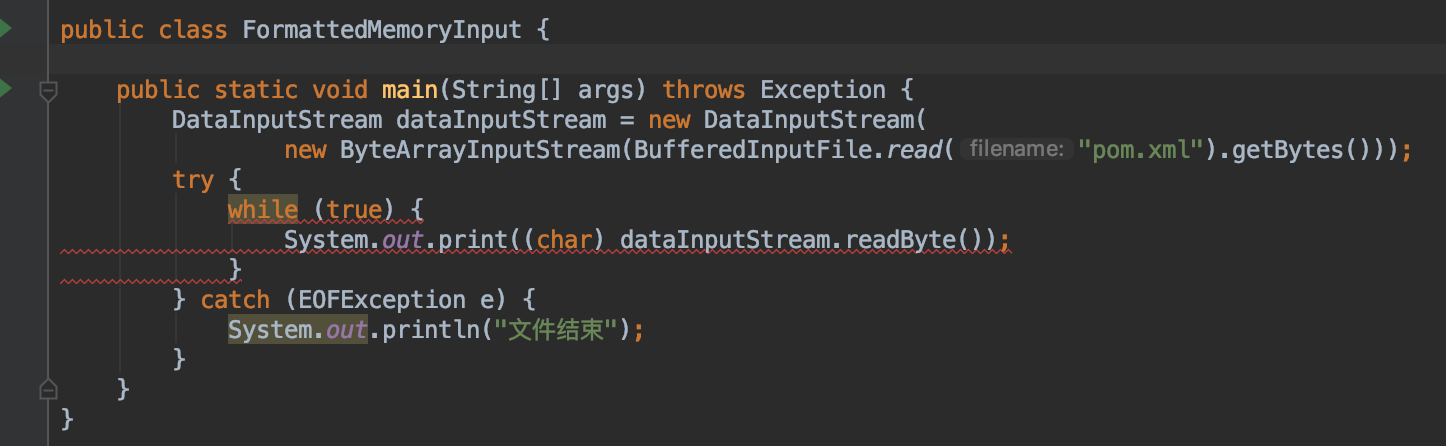 public class FormattedMemoryInput {
public static void main(String[] args) throws Exception {
DataInputStream dataInputStream = new DataInputStream(
new ByteArrayInputStream(BufferedInputFile.read( filename: "pom.xml").getBytes()));
try {
while (true) {
System.out.print((char) dataInputStream.readByte());
}
} catch (EOFException e) {
System.out.println("文件结束");
}
}
}